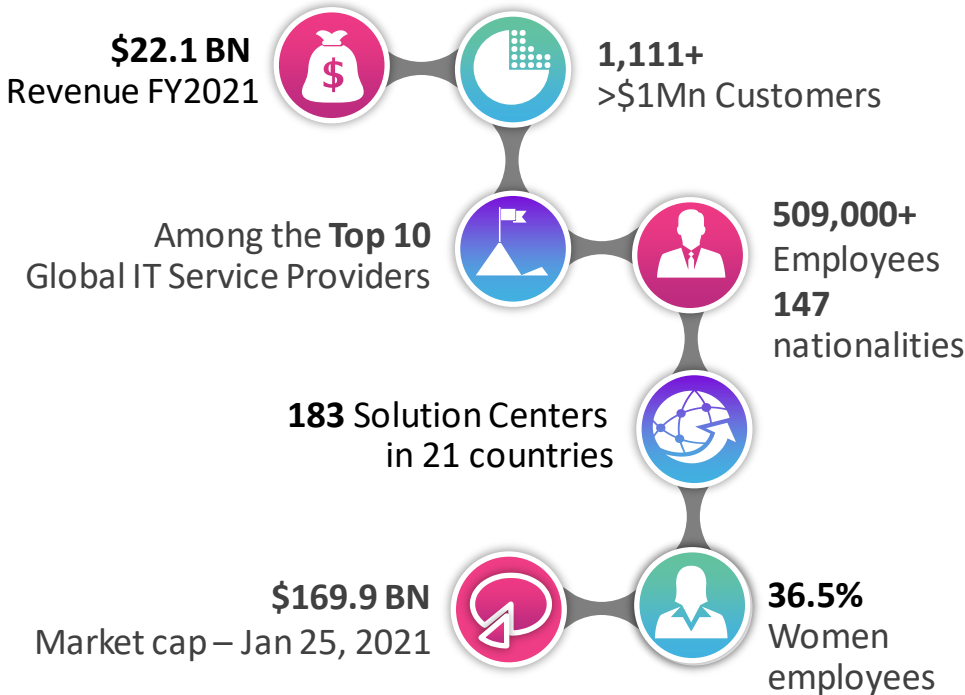 $22.1 BN
Revenue FY2021
$
1,111+
>$1Mn Customers
Among the Top 10
Global IT Service Providers
509,000+
Employees
147
nationalities
183 Solution Centers
in 21 countries
$169.9 BN
Market cap – Jan 25, 2021
36.5%
Women
employees